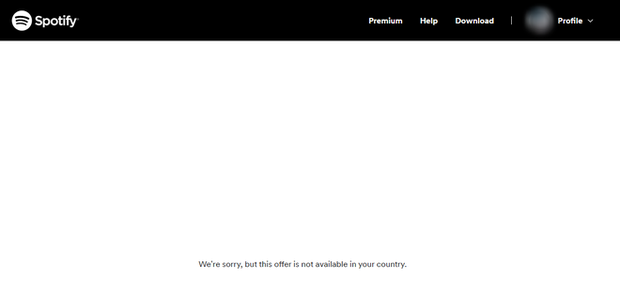 Spotify
Premium Help Download | Profile
We're sorry, but this offer is not available in your country.